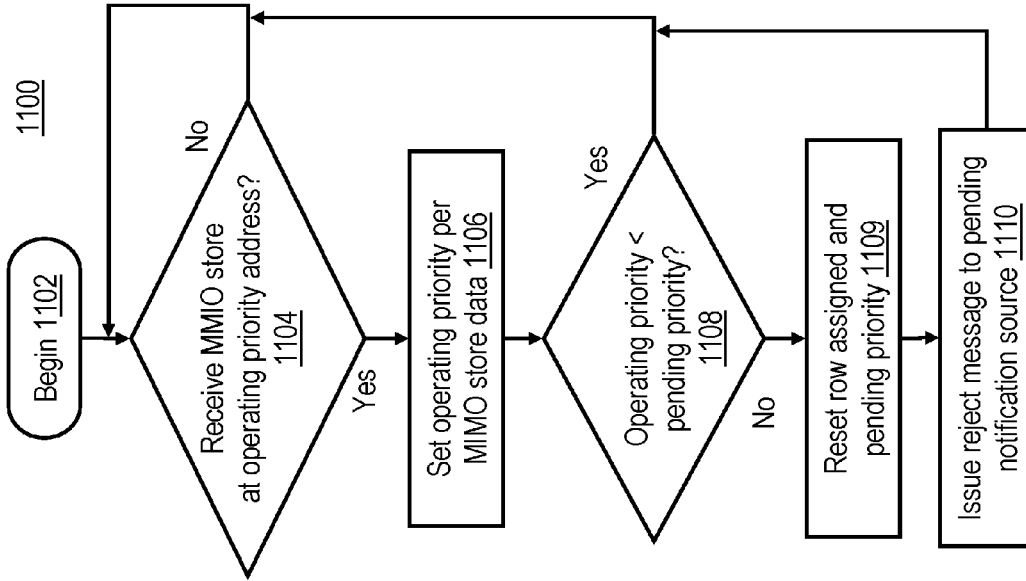 1100
Begin 1102
Receive MMIO store
at operating priority address?
1104
No
Yes
Set operating priority per
MIMO store data 1106
Operating priority <
pending priority?
1108
Yes
No
Reset row assigned and
pending priority 1109
Issue reject message to pending
notification source 1110